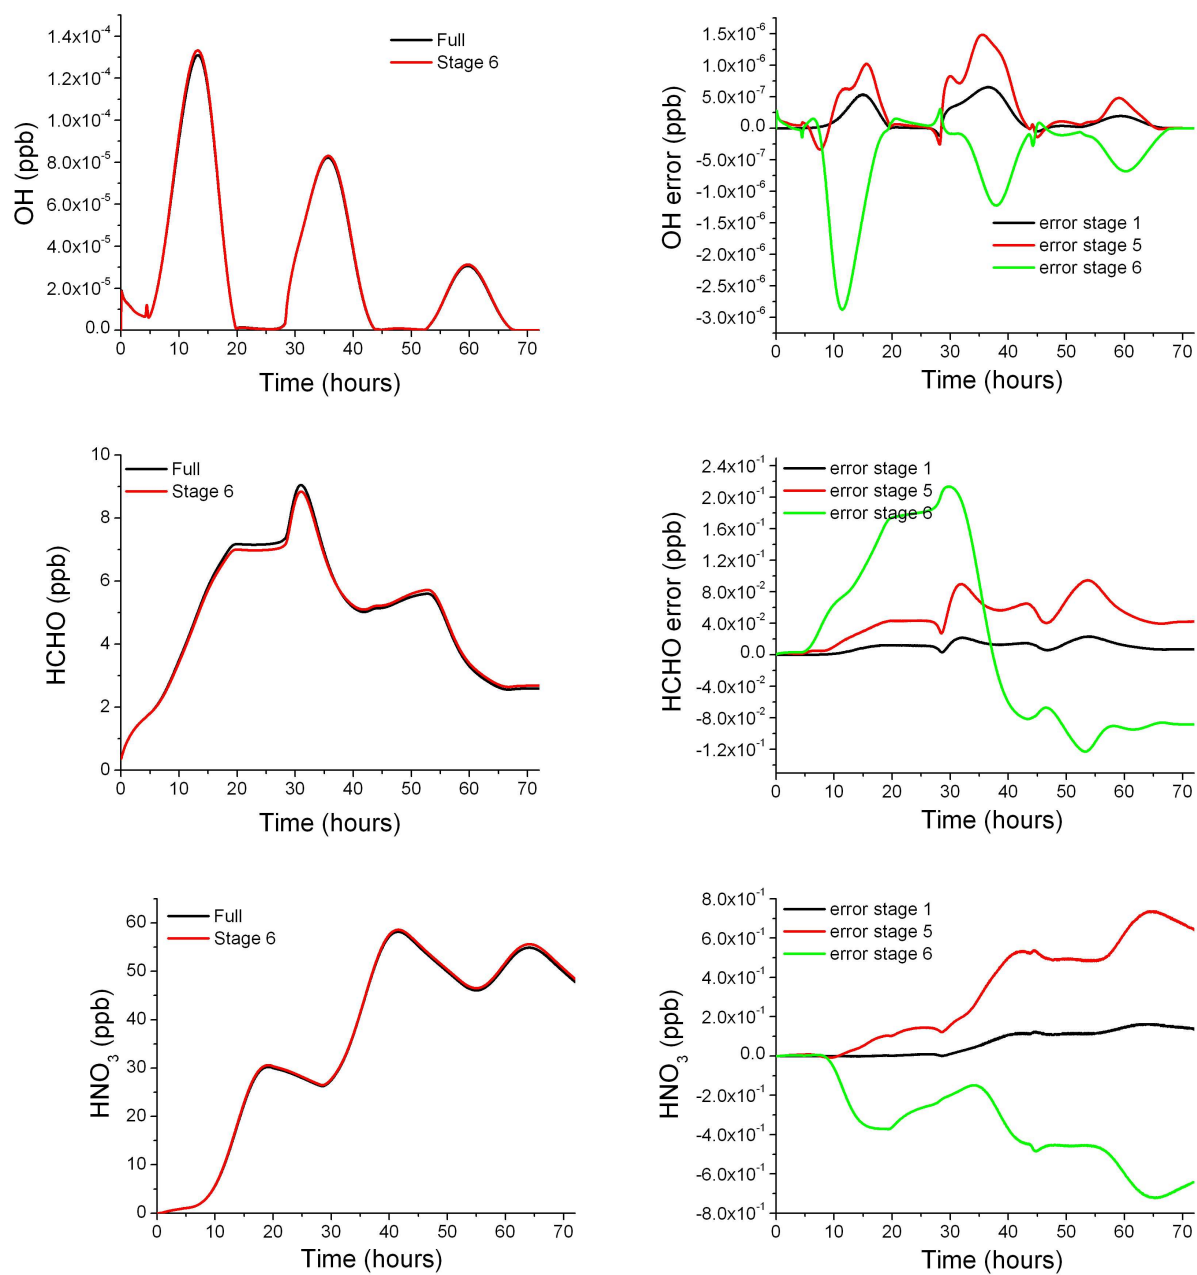 OH (ppb)
1.4x10⁻⁴
1.2x10⁻⁴
1.0x10⁻⁴
8.0x10⁻⁵
6.0x10⁻⁵
4.0x10⁻⁵
2.0x10⁻⁵
0.0
Full
Stage 6
0 10 20 30 40 50 60 70
Time (hours)
OH error (ppb)
1.5x10⁻⁶
1.0x10⁻⁶
5.0x10⁻⁷
0.0
-5.0x10⁻⁷
-1.0x10⁻⁶
-1.5x10⁻⁶
-2.0x10⁻⁶
-2.5x10⁻⁶
-3.0x10⁻⁶
error stage 1
error stage 5
error stage 6
0 10 20 30 40 50 60 70
Time (hours)
HCHO (ppb)
10
8
6
4
2
0
Full
Stage 6
0 10 20 30 40 50 60 70
Time (hours)
HCHO error (ppb)
2.4x10⁻¹
2.0x10⁻¹
1.6x10⁻¹
1.2x10⁻¹
8.0x10⁻²
4.0x10⁻²
0.0
-4.0x10⁻²
-8.0x10⁻²
-1.2x10⁻¹
error stage 1
error stage 5
error stage 6
0 10 20 30 40 50 60 70
Time (hours)
HNO₃ (ppb)
60
50
40
30
20
10
0
Full
Stage 6
0 10 20 30 40 50 60 70
Time (hours)
HNO₃ (ppb)
8.0x10⁻¹
6.0x10⁻¹
4.0x10⁻¹
2.0x10⁻¹
0.0
-2.0x10⁻¹
-4.0x10⁻¹
-6.0x10⁻¹
-8.0x10⁻¹
error stage 1
error stage 5
error stage 6
0 10 20 30 40 50 60 70
Time (hours)